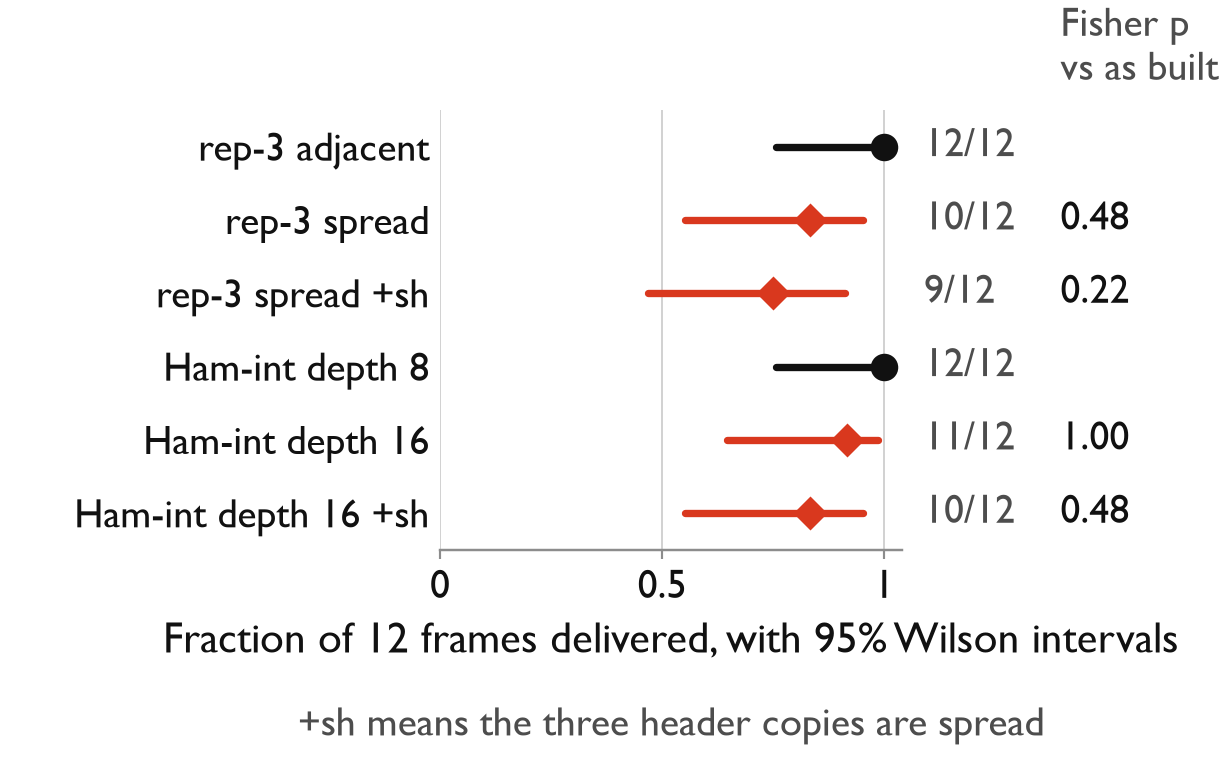 Fisher p
vs as built
rep-3 adjacent 12/12
rep-3 spread 10/12 0.48
rep-3 spread +sh 9/12 0.22
Ham-int depth 8 12/12
Ham-int depth 16 11/12 1.00
Ham-int depth 16 +sh 10/12 0.48
0 0.5 1
Fraction of 12 frames delivered, with 95% Wilson intervals
+sh means the three header copies are spread